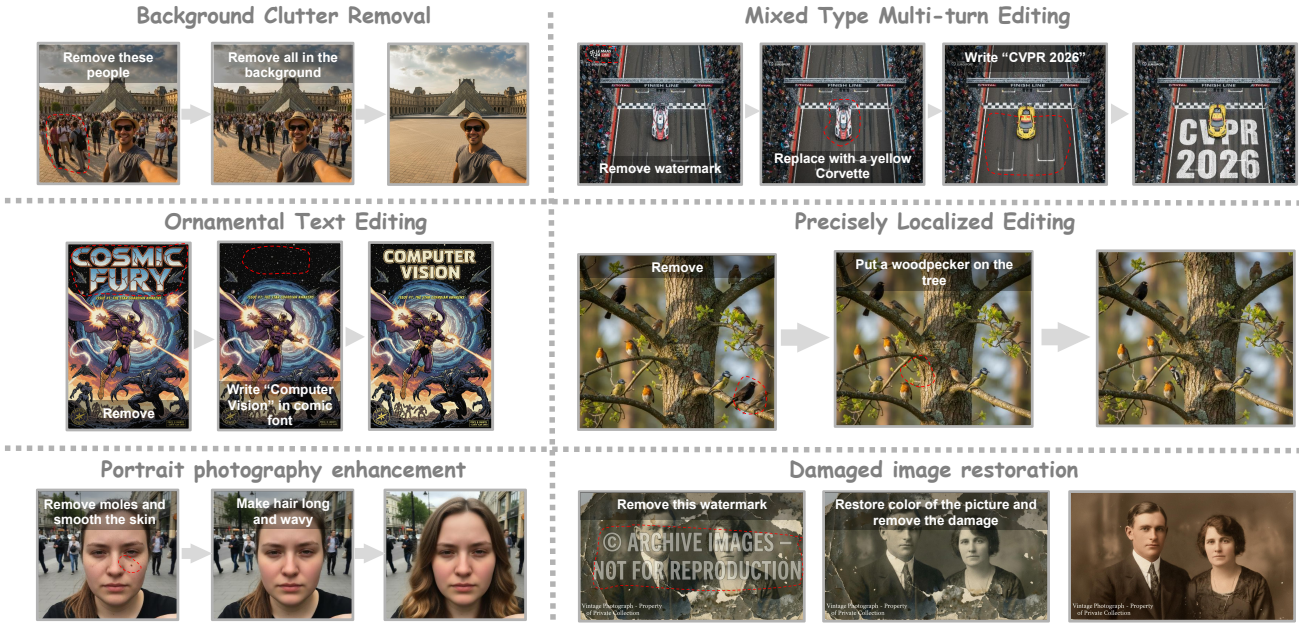 Background Clutter Removal
Remove these
people
Remove all in the
background
Mixed Type Multi-turn Editing
FINISH LINE
Remove watermark
FINISH LINE
Replace with a yellow
Corvette
Write “CVPR 2026”
FINISH LINE
FINISH LINE
CVPR
2026
Ornamental Text Editing
COSMIC
FURY
Remove
Write “Computer
Vision” in comic
font
COMPUTER
VISION
Precisely Localized Editing
Remove
Put a woodpecker on the
tree
Portrait photography enhancement
Remove moles and
smooth the skin
Make hair long
and wavy
Damaged image restoration
Remove this watermark
© ARCHIVE IMAGES –
NOT FOR REPRODUCTION
Vintage Photograph - Property
of Private Collection
Restore color of the picture and
remove the damage
Vintage Photograph - Property
of Private Collection
Vintage Photograph - Property
of Private Collection